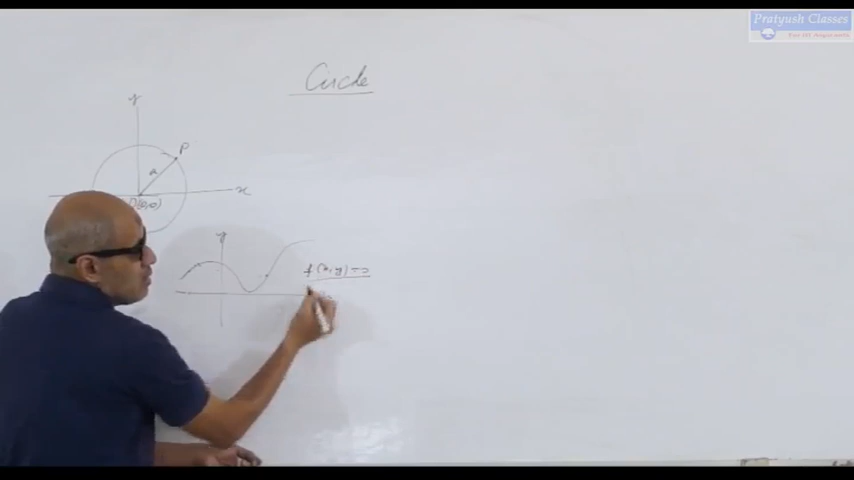 Pratyush Classes
Circle
y
P
a
x
O(0,0)
y
f(x,y)=0